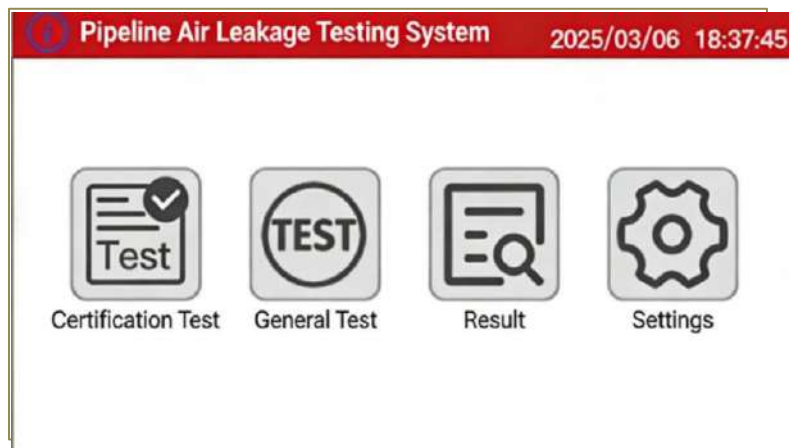 Pipeline Air Leakage Testing System 2025/03/06 18:37:45
Test TEST
Certification Test General Test Result Settings